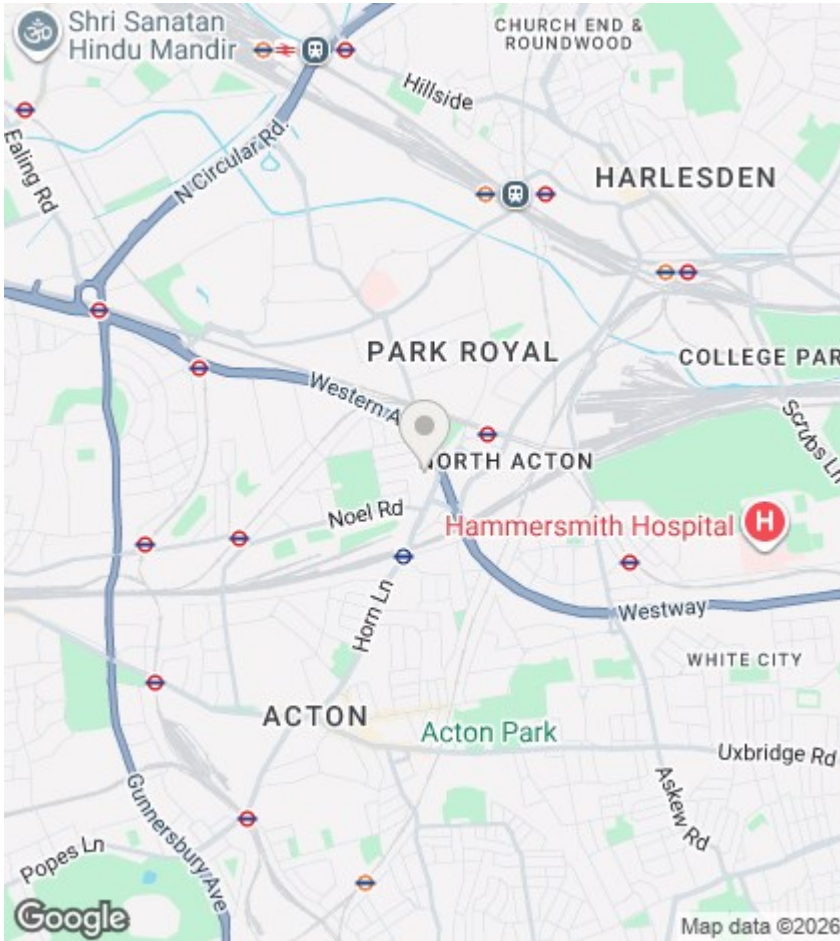 Shri Sanatan
Hindu Mandir
CHURCH END &
ROUNDWOOD
Hillside
Ealing Rd
N Circular Rd.
HARLESDEN
PARK ROYAL
COLLEGE PAR
Western A
Scrubs Ln
NORTH ACTON
Noel Rd
Hammersmith Hospital
H
Horn Ln
Westway
WHITE CITY
ACTON
Acton Park
Uxbridge Rd
Gunnersbury Ave
Askew Rd
Popes Ln
Google
Map data ©2026